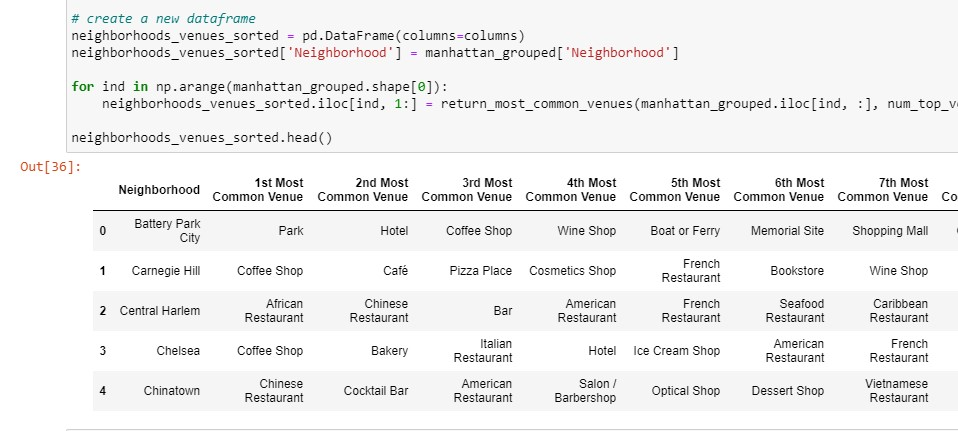 # create a new dataframe
neighborhoods_venues_sorted = pd.DataFrame(columns=columns)
neighborhoods_venues_sorted['Neighborhood'] = manhattan_grouped['Neighborhood']
for ind in np.arange(manhattan_grouped.shape[0]):
    neighborhoods_venues_sorted.iloc[ind, 1:] = return_most_common_venues(manhattan_grouped.iloc[ind, :], num_top_v
neighborhoods_venues_sorted.head()
Out[36]:
Neighborhood 1st Most Common Venue 2nd Most Common Venue 3rd Most Common Venue 4th Most Common Venue 5th Most Common Venue 6th Most Common Venue 7th Most Common Venue Co
0 Battery Park City Park Hotel Coffee Shop Wine Shop Boat or Ferry Memorial Site Shopping Mall
1 Carnegie Hill Coffee Shop Café Pizza Place Cosmetics Shop French Restaurant Bookstore Wine Shop
2 Central Harlem African Restaurant Chinese Restaurant Bar American Restaurant French Restaurant Seafood Restaurant Caribbean Restaurant
3 Chelsea Coffee Shop Bakery Italian Restaurant Hotel Ice Cream Shop American Restaurant French Restaurant
4 Chinatown Chinese Restaurant Cocktail Bar American Restaurant Salon / Barbershop Optical Shop Dessert Shop Vietnamese Restaurant